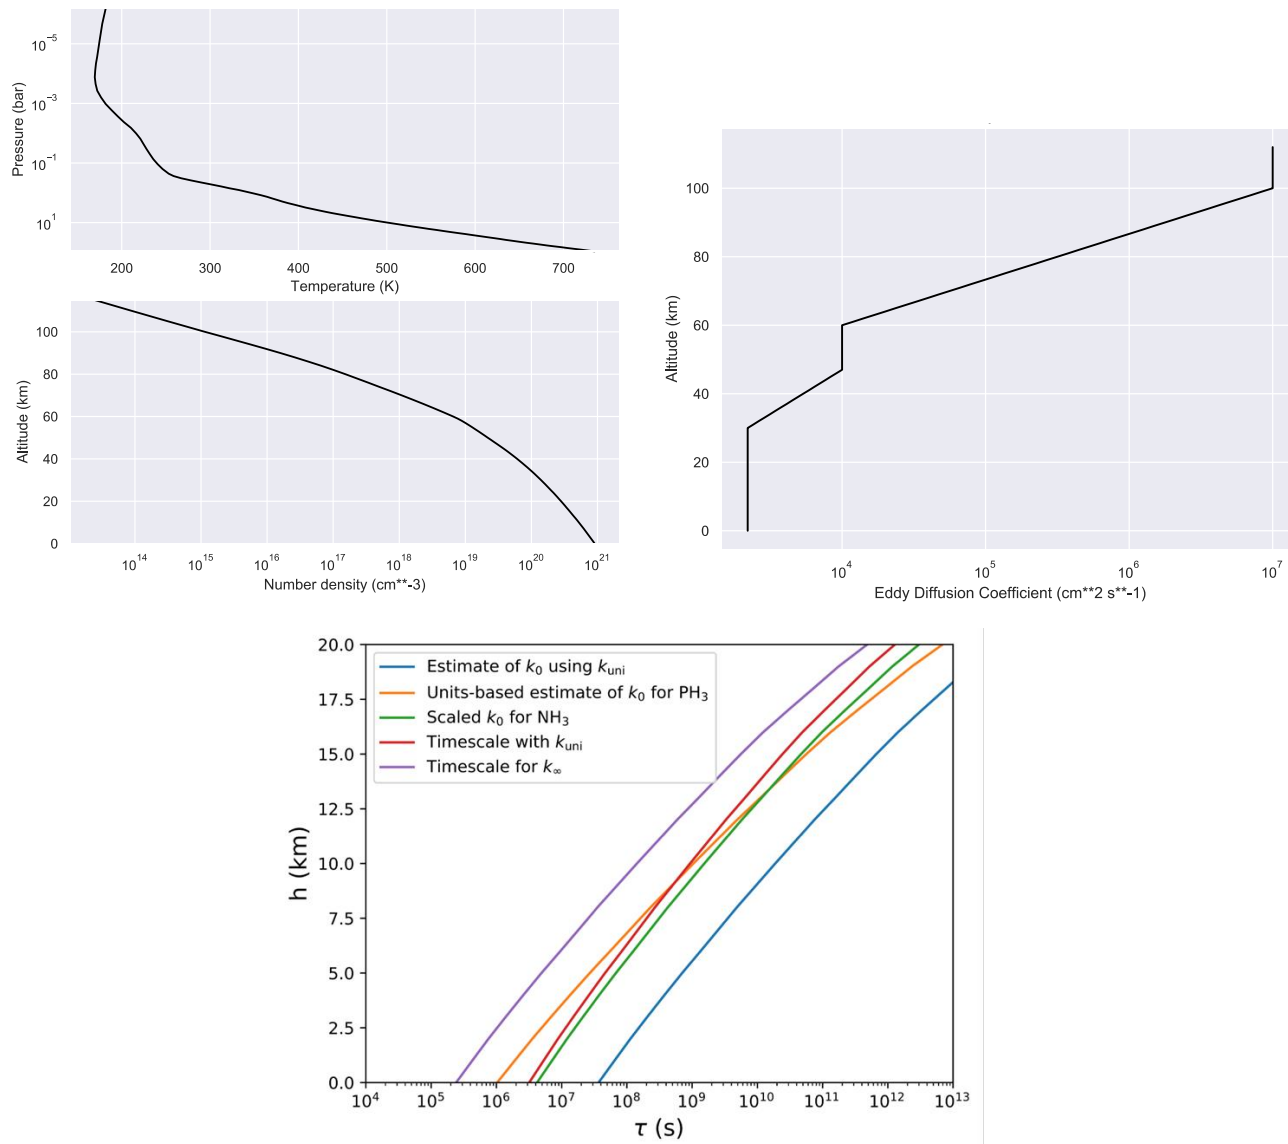 10−5
10−3
10−1
10 1
Pressure (bar)
200 300 400 500 600 700
Temperature (K)
100
80
60
40
20
0
Altitude (km)
10 14 10 15 10 16 10 17 10 18 10 19 10 20 10 21
Number density (cm**-3)
100
80
60
40
20
0
Altitude (km)
10 4 10 5 10 6 10 7
Eddy Diffusion Coefficient (cm**2 s**-1)
20.0
17.5
15.0
12.5
10.0
7.5
5.0
2.5
0.0
h (km)
Estimate of k0 using kuni
Units-based estimate of k0 for PH3
Scaled k0 for NH3
Timescale with kuni
Timescale for k∞
10 4 10 5 10 6 10 7 10 8 10 9 10 10 10 11 10 12 10 13
τ (s)